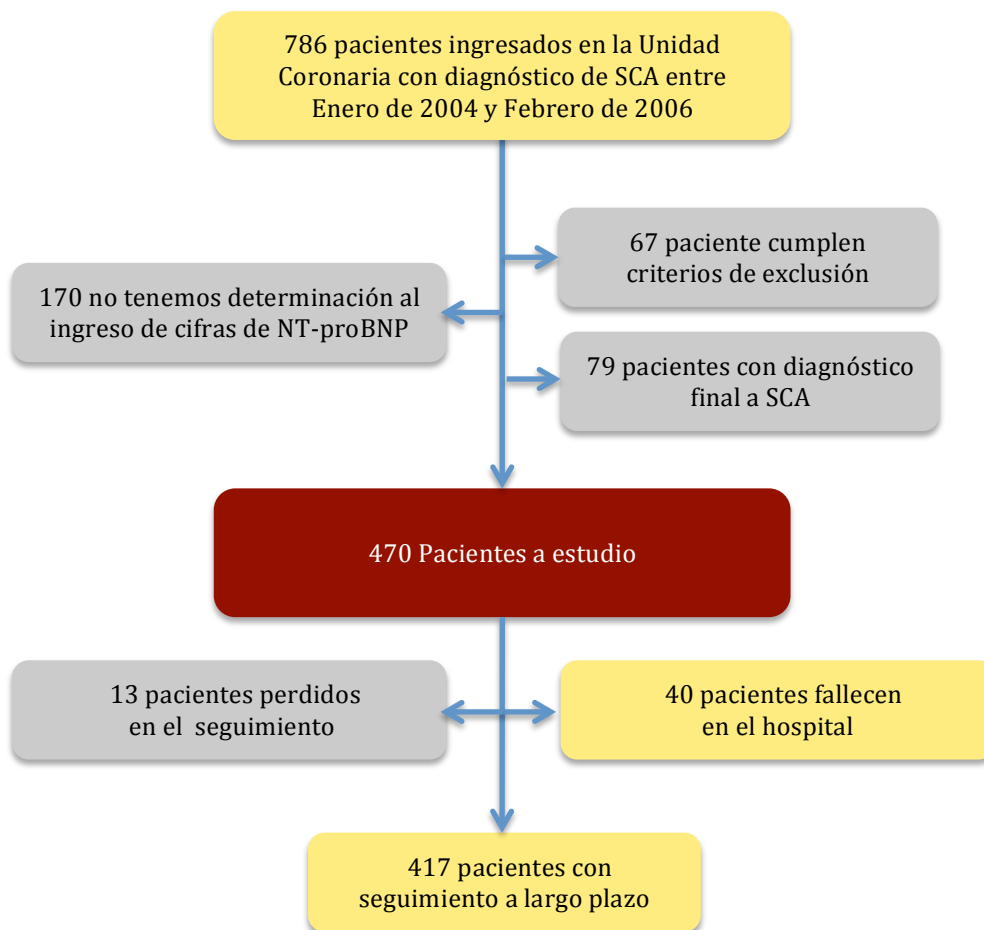 786 pacientes ingresados en la Unidad
Coronaria con diagnóstico de SCA entre
Enero de 2004 y Febrero de 2006
67 paciente cumplen
criterios de exclusión
170 no tenemos determinación al
ingreso de cifras de NT-proBNP
79 pacientes con diagnóstico
final a SCA
470 Pacientes a estudio
13 pacientes perdidos
en el seguimiento
40 pacientes fallecen
en el hospital
417 pacientes con
seguimiento a largo plazo